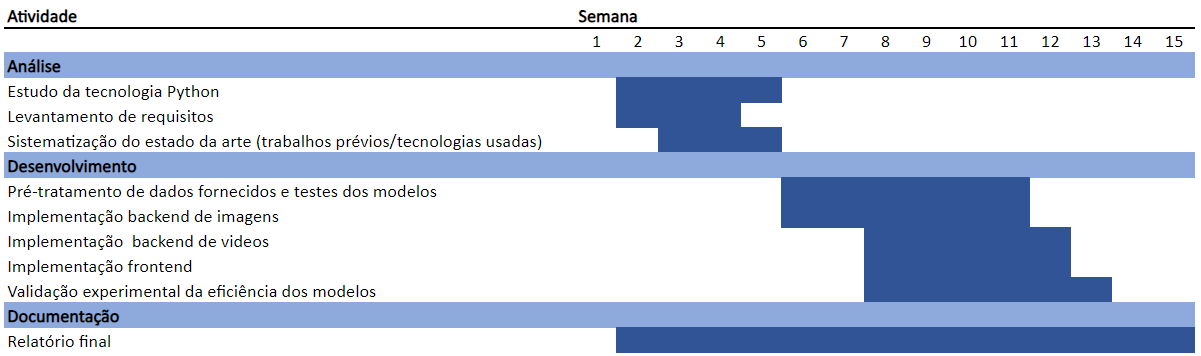 Atividade Semana
1 2 3 4 5 6 7 8 9 10 11 12 13 14 15
Análise
Estudo da tecnologia Python
Levantamento de requisitos
Sistematização do estado da arte (trabalhos prévios/tecnologias usadas)
Desenvolvimento
Pré-tratamento de dados fornecidos e testes dos modelos
Implementação backend de imagens
Implementação  backend de videos
Implementação frontend
Validação experimental da eficiência dos modelos
Documentação
Relatório final